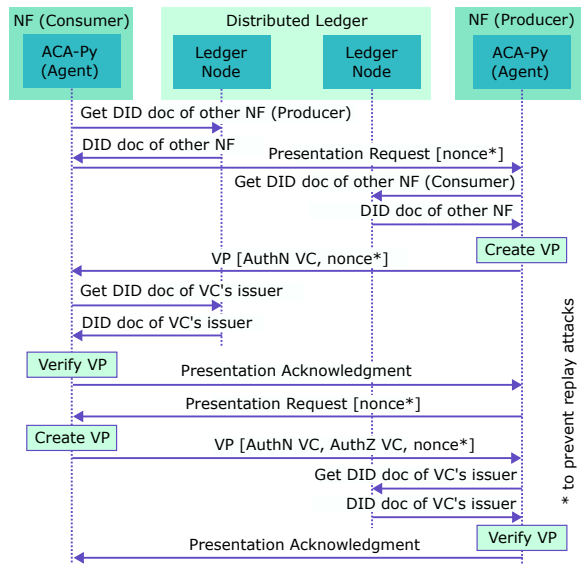 NF (Consumer)
Distributed Ledger
NF (Producer)
ACA-Py
(Agent)
Ledger
Node
Ledger
Node
ACA-Py
(Agent)
Get DID doc of other NF (Producer)
DID doc of other NF
Presentation Request [nonce*]
Get DID doc of other NF (Consumer)
DID doc of other NF
Create VP
VP [AuthN VC, nonce*]
Get DID doc of VC's issuer
DID doc of VC's issuer
Verify VP
Presentation Acknowledgment
Presentation Request [nonce*]
Create VP
VP [AuthN VC, AuthZ VC, nonce*]
Get DID doc of VC's issuer
DID doc of VC's issuer
Verify VP
Presentation Acknowledgment
* to prevent replay attacks